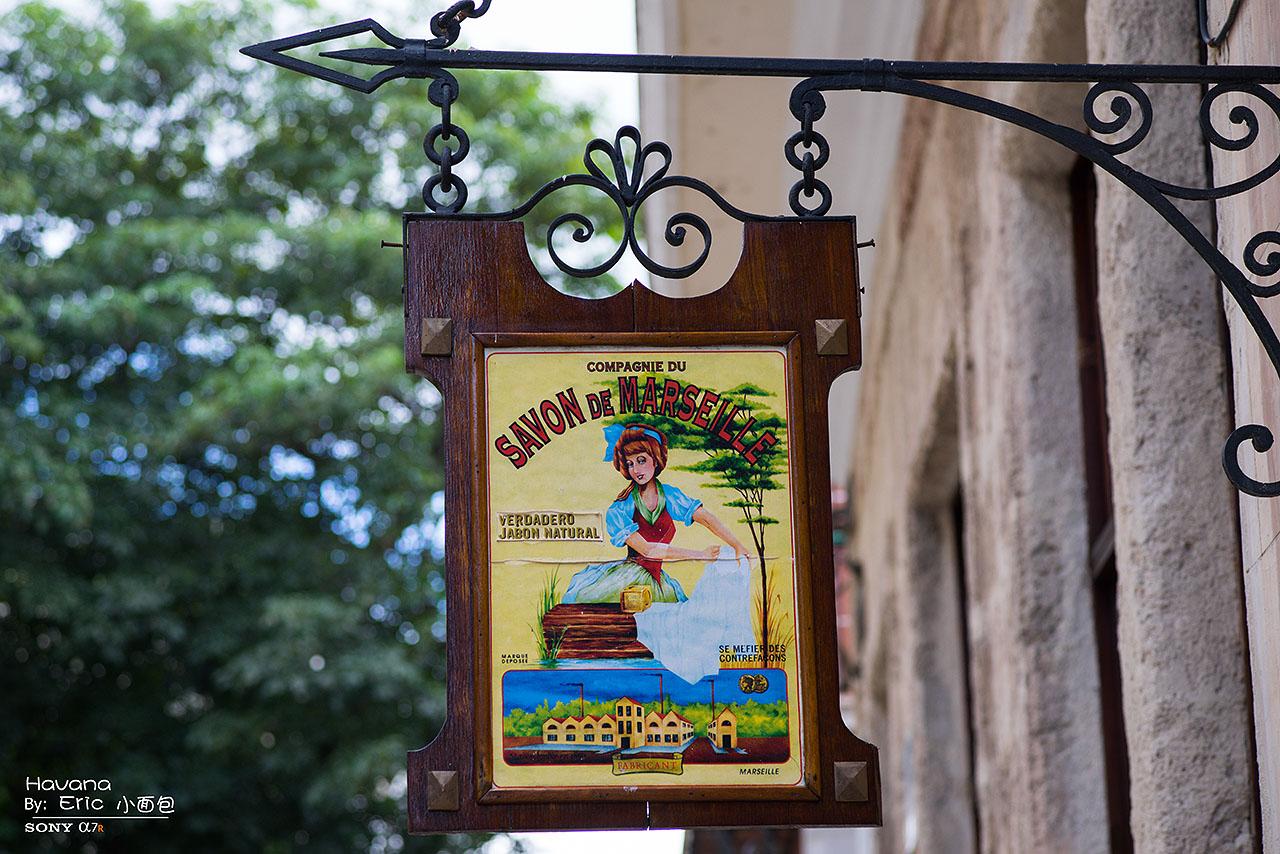 COMPAGNIE DU
SAVON DE MARSEILLE
VERDADERO
JABON NATURAL
MARQUE
DEPOSÉE
SE MEFIER DES
CONTREFAÇONS
FABRICANT
MARSEILLE
Havana
By: Eric 小面包
SONY α7R